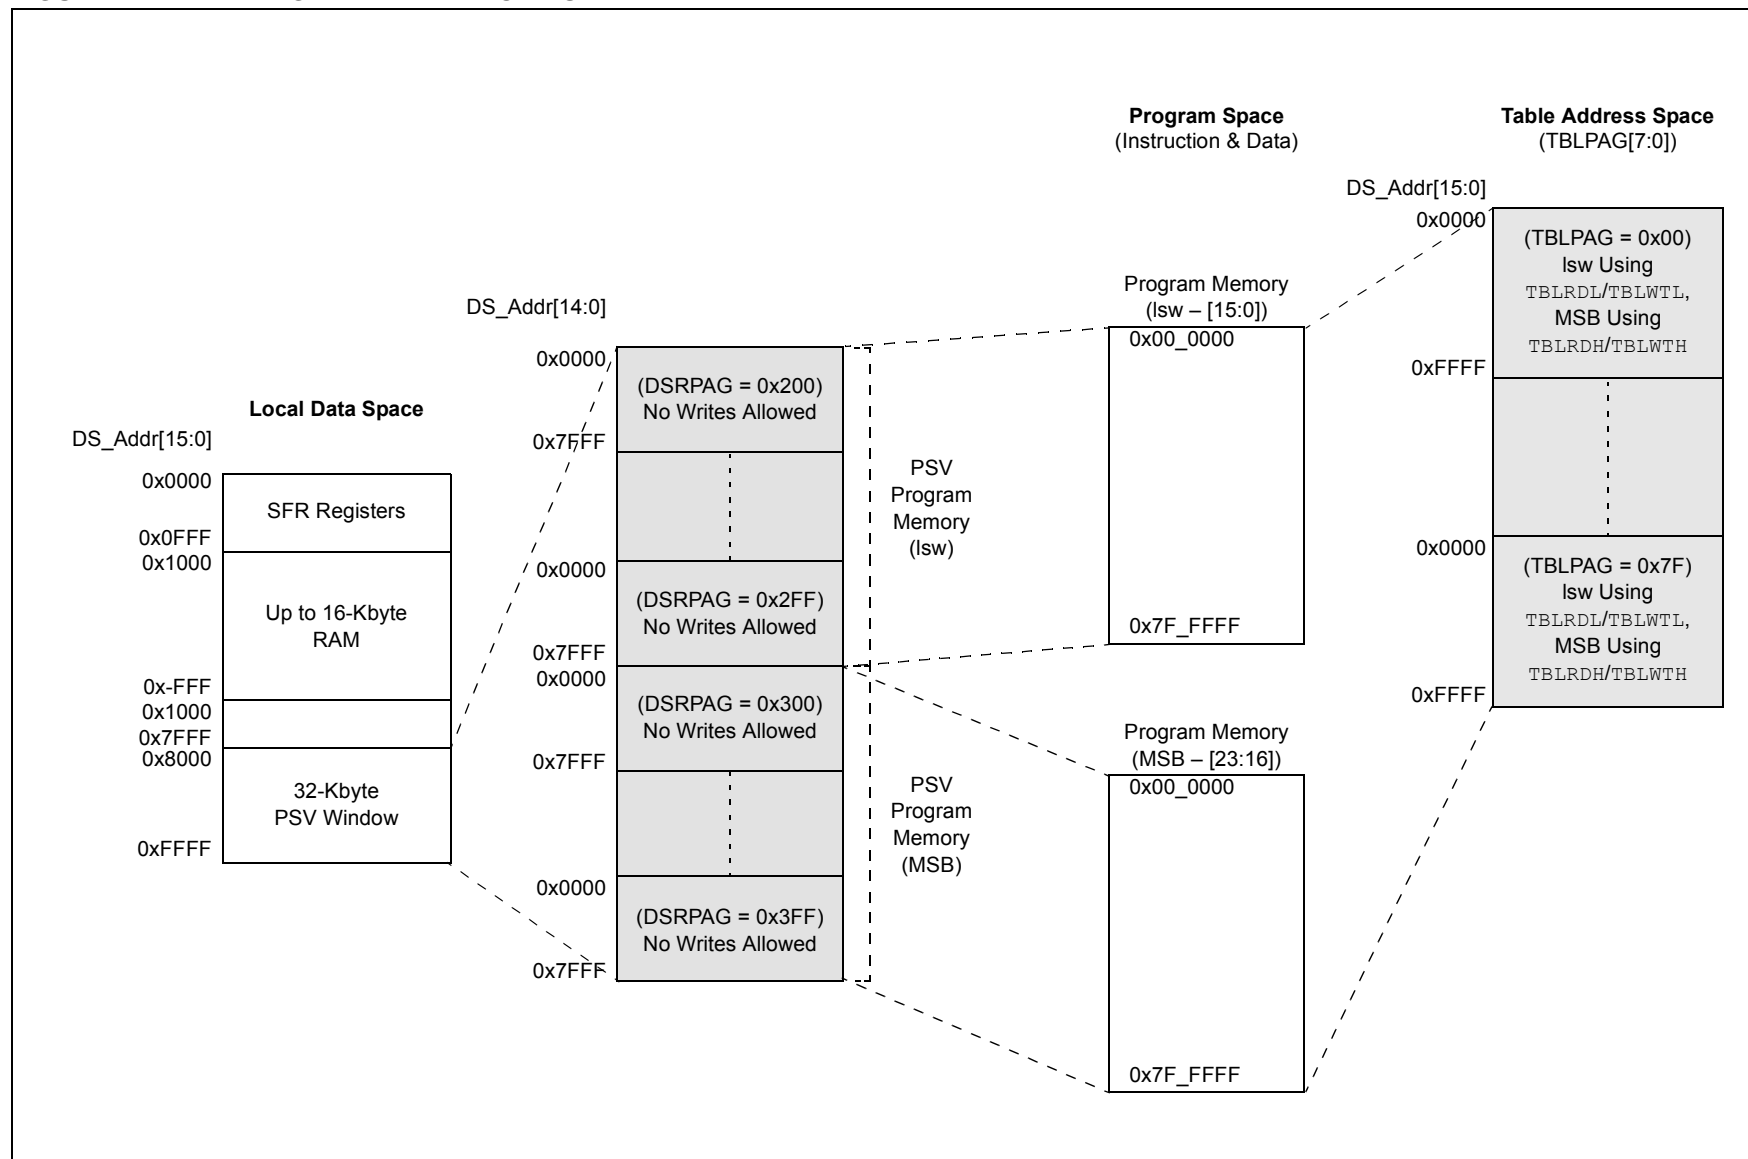 Program Space
(Instruction & Data)
Table Address Space
(TBLPAG[7:0])
Local Data Space
DS_Addr[15:0]
0x0000
SFR Registers
0x0FFF
0x1000
Up to 16-Kbyte
RAM
0x-FFF
0x1000
0x7FFF
0x8000
32-Kbyte
PSV Window
0xFFFF
DS_Addr[14:0]
0x0000
(DSRPAG = 0x200)
No Writes Allowed
0x7FFF
0x0000
(DSRPAG = 0x2FF)
No Writes Allowed
0x7FFF
0x0000
(DSRPAG = 0x300)
No Writes Allowed
0x7FFF
0x0000
(DSRPAG = 0x3FF)
No Writes Allowed
0x7FFF
PSV
Program
Memory
(lsw)
PSV
Program
Memory
(MSB)
Program Memory
(lsw – [15:0])
0x00_0000
0x7F_FFFF
Program Memory
(MSB – [23:16])
0x00_0000
0x7F_FFFF
DS_Addr[15:0]
0x0000
(TBLPAG = 0x00)
lsw Using
TBLRDL/TBLWTL,
MSB Using
TBLRDH/TBLWTH
0xFFFF
0x0000
(TBLPAG = 0x7F)
lsw Using
TBLRDL/TBLWTL,
MSB Using
TBLRDH/TBLWTH
0xFFFF